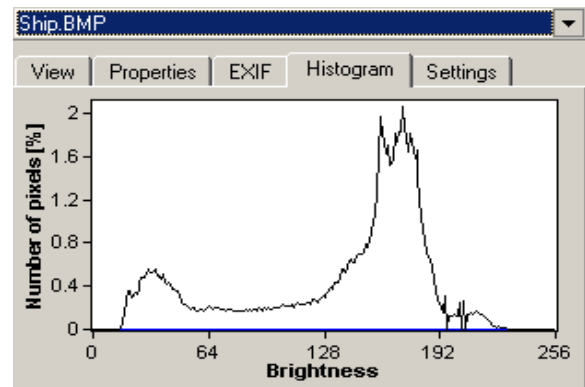 Ship.BMP
View Properties EXIF Histogram Settings
Number of pixels [%]
2
1.6
1.2
0.8
0.4
0
0 64 128 192 256
Brightness